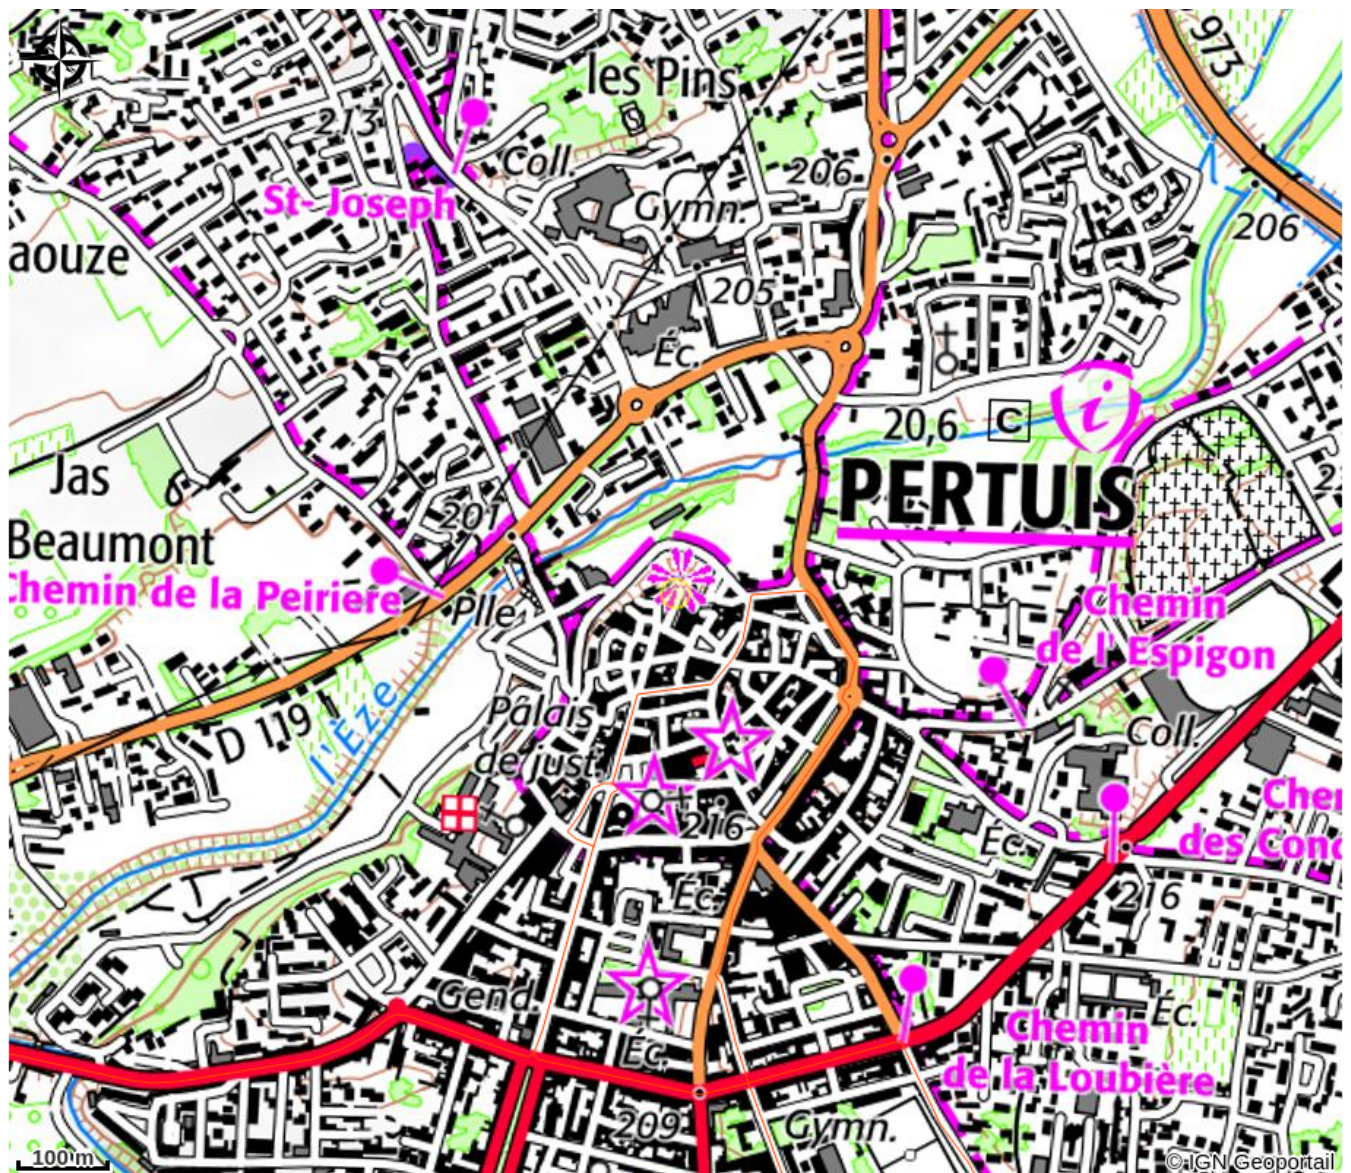 973
les Pins
213
Coll.
206
St- Joseph
Gymn.
206
aouze
205
Éc.
20,6
C
i
Jas
PERTUIS
201
Beaumont
Chemin de la Peiriere
Plle
Chemin
de l' Espigon
l'Èze
D 119
Palais
de just.
Coll.
216
Éc.
Cher
des Conc
Éc.
216
Gend.
Éc.
Chemin
de la Loubière
Éc.
209
Gymn.
100 m
© IGN Geoportail